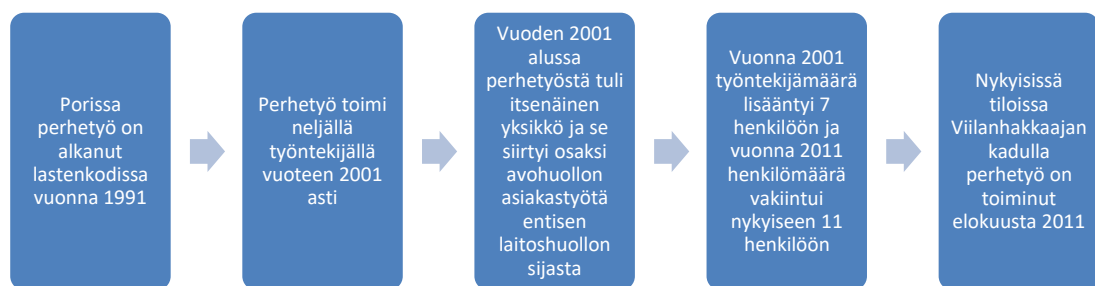 Porissa
perhetyö on
alkanut
lastenkodissa
vuonna 1991
Perhetyö toimi
neljällä
työntekijällä
vuoteen 2001
asti
Vuoden 2001
alussa
perhetyöstä tuli
itsenäinen
yksikkö ja se
siirtyi osaksi
avohuollon
asiakastyötä
entisen
laitoshuollon
sijasta
Vuonna 2001
työntekijämäärä
lisääntyi 7
henkilöön ja
vuonna 2011
henkilömäärä
vakiintui
nykyiseen 11
henkilöön
Nykyisissä
tiloissa
Viilanhakkaajan
kadulla
perhetyö on
toiminut
elokuusta 2011